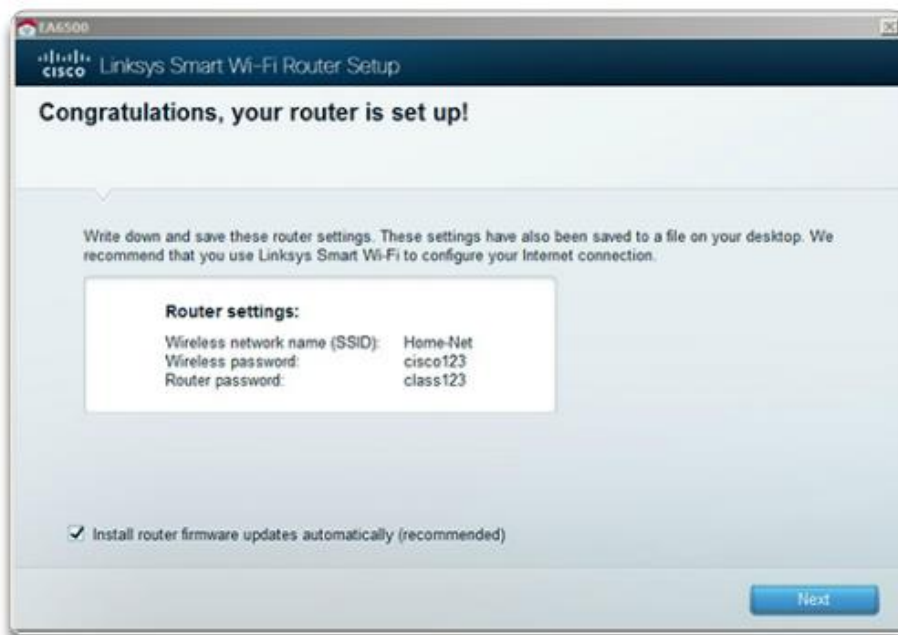 EA6500
cisco Linksys Smart Wi-Fi Router Setup
Congratulations, your router is set up!
Write down and save these router settings. These settings have also been saved to a file on your desktop. We
recommend that you use Linksys Smart Wi-Fi to configure your Internet connection.
Router settings:
Wireless network name (SSID): Home-Net
Wireless password: cisco123
Router password: class123
Install router firmware updates automatically (recommended)
Next